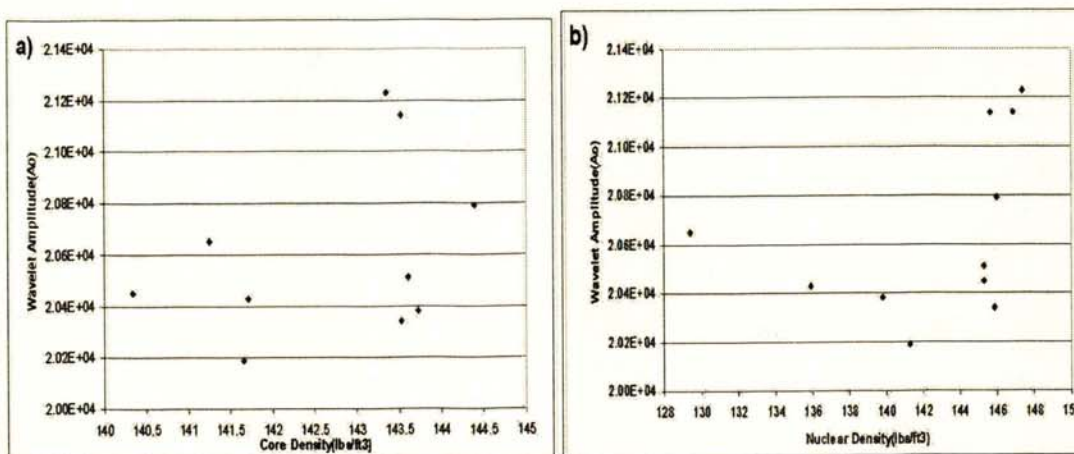 a)
2.14E+04
2.12E+04
2.10E+04
2.08E+04
2.06E+04
2.04E+04
2.02E+04
2.00E+04
Wavelet Amplitude(Ao)
140 140.5 141 141.5 142 142.5 143 143.5 144 144.5 145
Core Density(lbs/ft3)
b)
2.14E+04
2.12E+04
2.10E+04
2.08E+04
2.06E+04
2.04E+04
2.02E+04
2.00E+04
Wavelet Amplitude(Ao)
128 130 132 134 136 138 140 142 144 146 148 15
Nuclear Density(lbs/ft3)